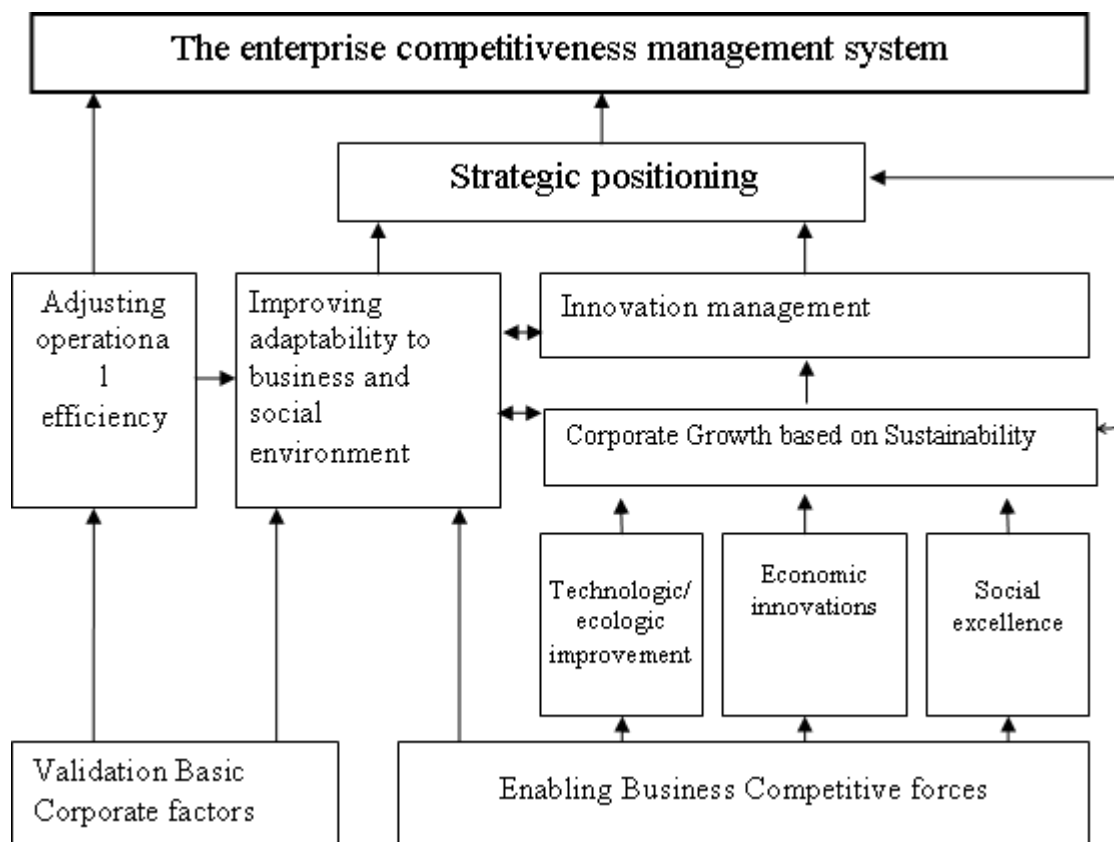 The enterprise competitiveness management system
Strategic positioning
Adjusting
operationa
l
efficiency
Improving
adaptability to
business and
social
environment
Innovation management
Corporate Growth based on Sustainability
Technologic/
ecologic
improvement
Economic
innovations
Social
excellence
Validation Basic
Corporate factors
Enabling Business Competitive forces